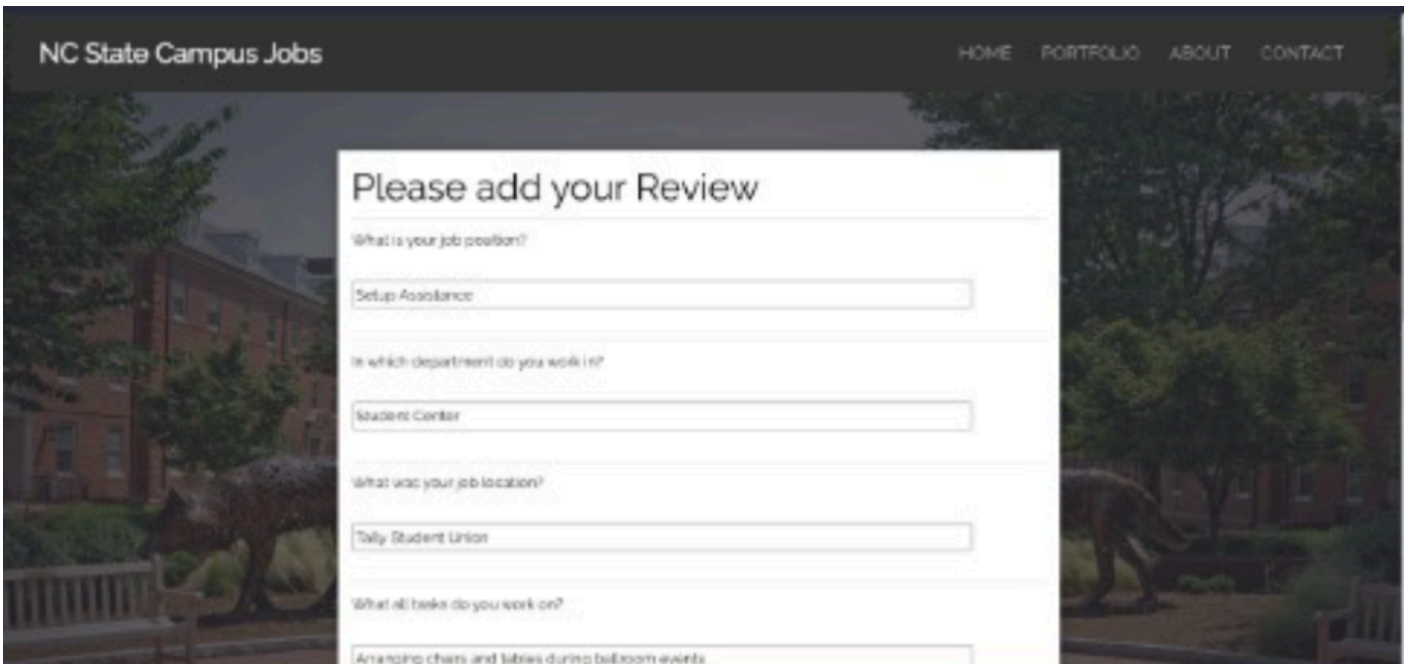 NC State Campus Jobs
HOME PORTFOLIO ABOUT CONTACT
Please add your Review
What is your job position?
Setup Assistance
In which department do you work in?
Student Center
What was your job location?
Tally Student Union
What all tasks do you work on?
Arranging chairs and tables during ballroom events